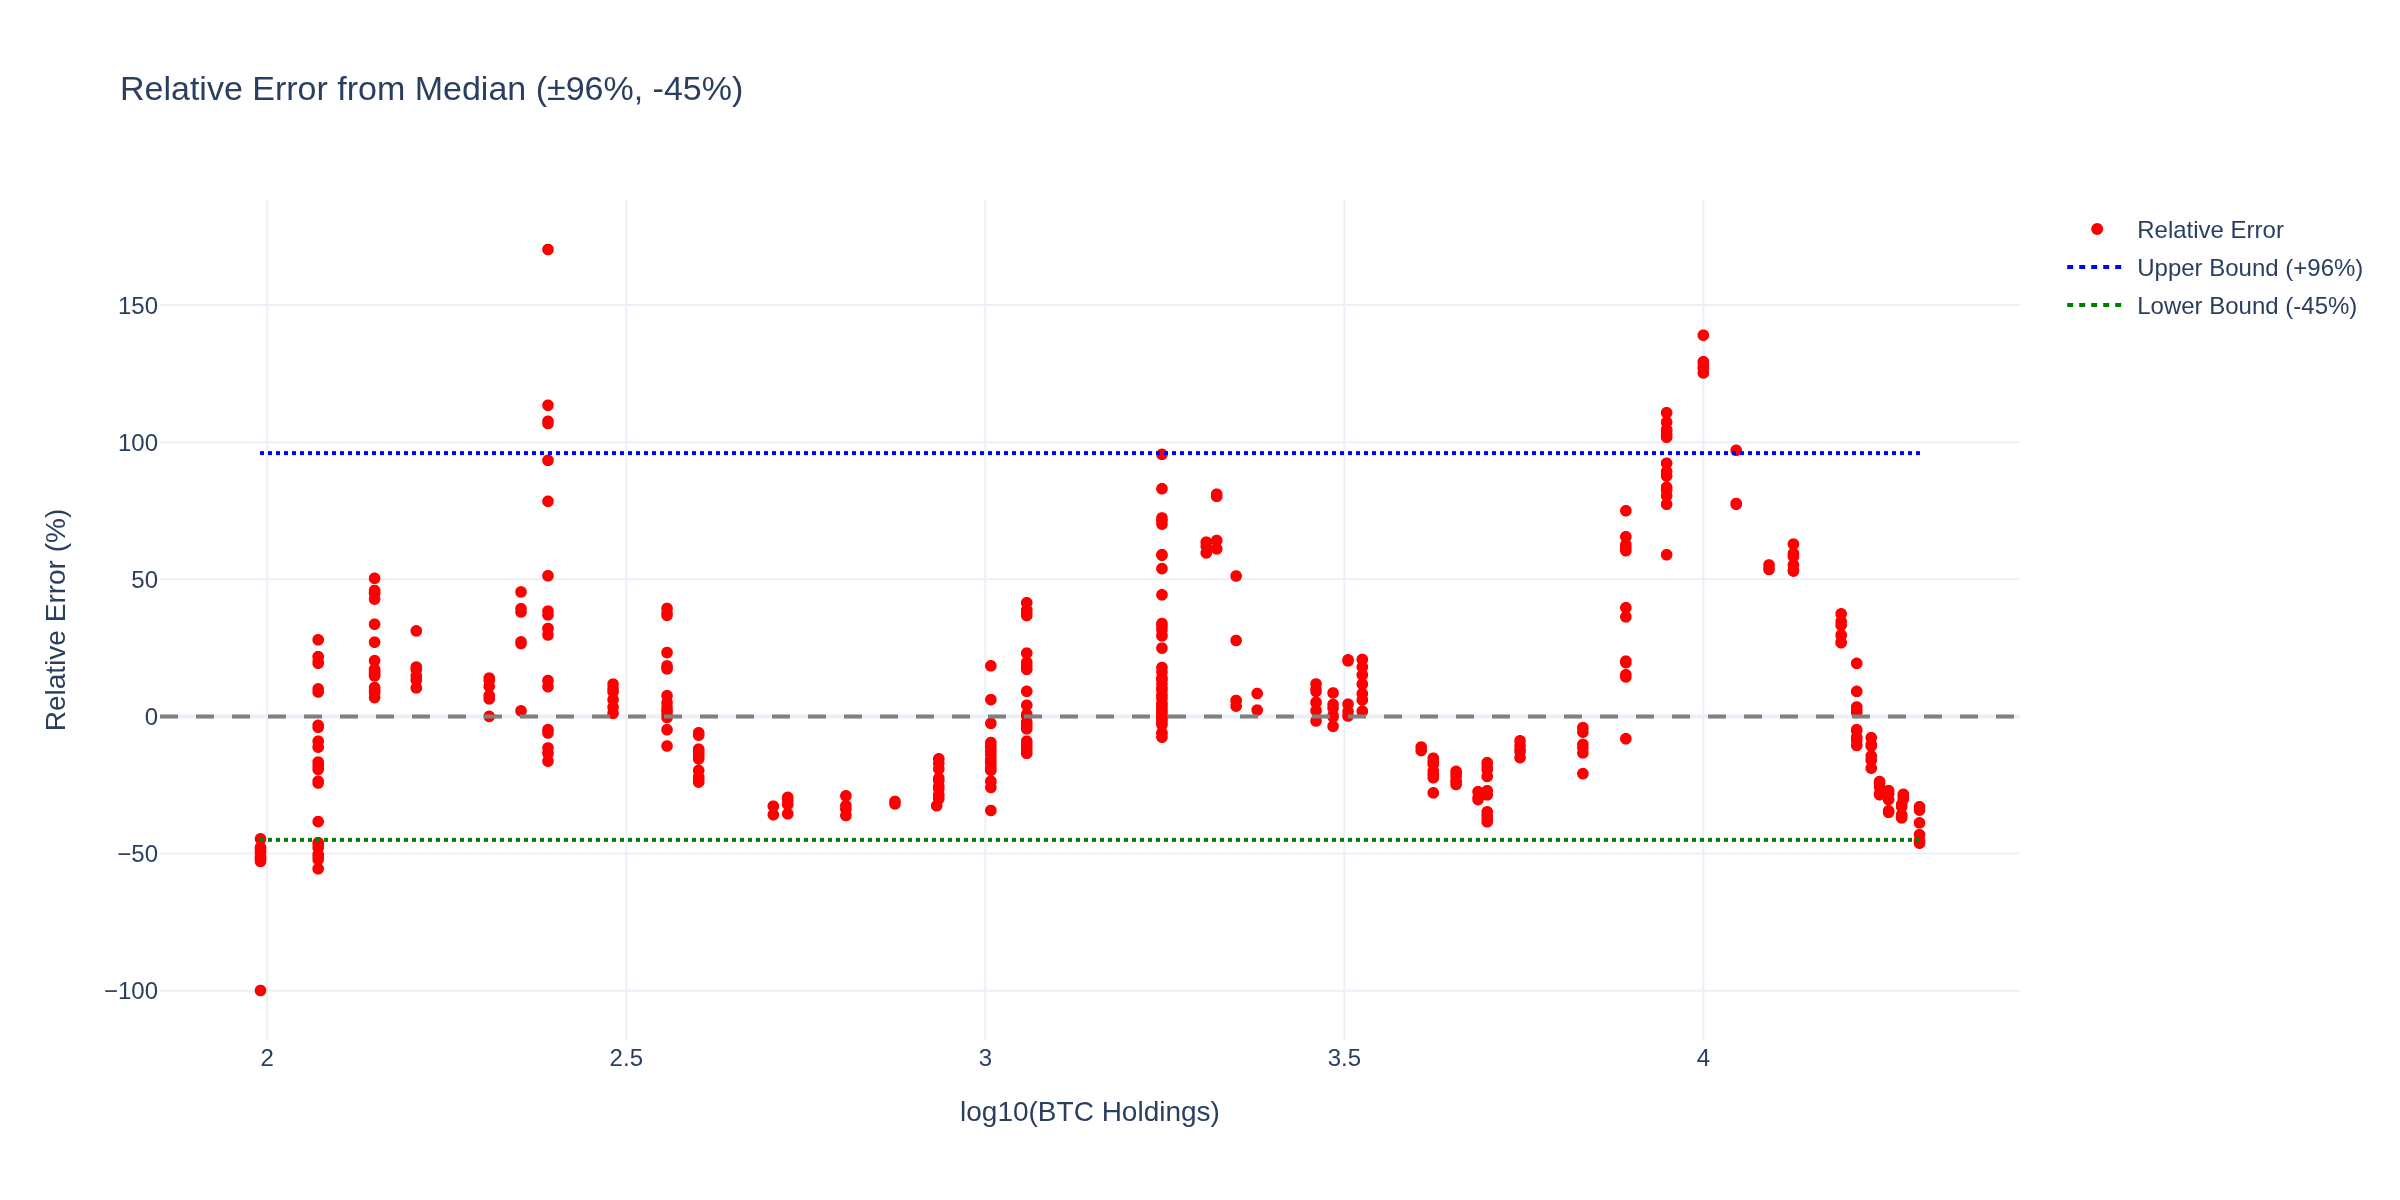 Relative Error from Median (±96%, -45%)
Relative Error
Upper Bound (+96%)
Lower Bound (-45%)
Relative Error (%)
150
100
50
0
−50
−100
2
2.5
3
3.5
4
log10(BTC Holdings)